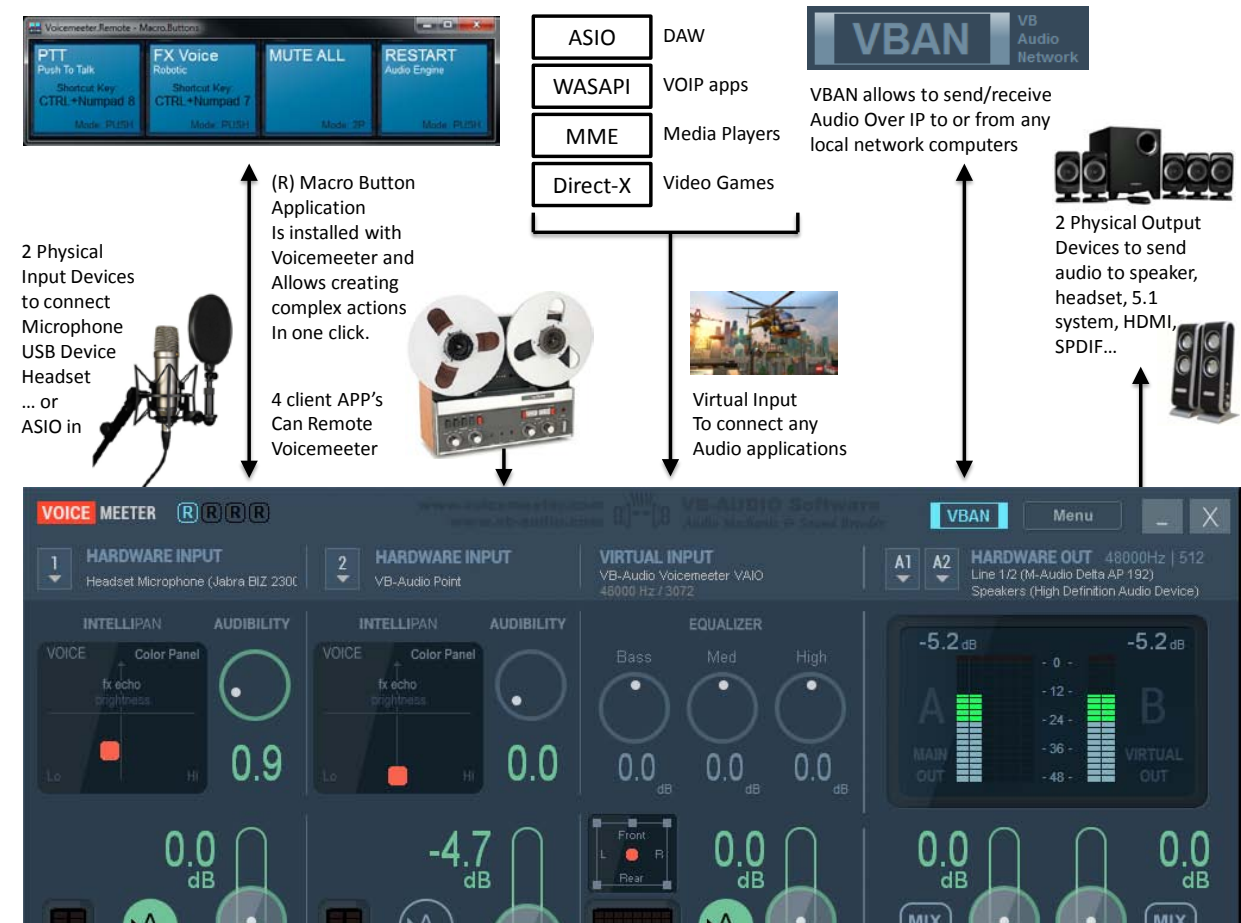 Voicemeeter.Remote - Macro.Buttons
PTT
Push To Talk
Shortcut Key:
CTRL+Numpad 8
Mode: PUSH
FX Voice
Robotic
Shortcut Key:
CTRL+Numpad 7
Mode: PUSH
MUTE ALL
Mode: 2P
RESTART
Audio Engine
Mode: PUSH
ASIO DAW
WASAPI VOIP apps
MME Media Players
Direct-X Video Games
VBAN
VB
Audio
Network
VBAN allows to send/receive
Audio Over IP to or from any
local network computers
2 Physical
Input Devices
to connect
Microphone
USB Device
Headset
... or
ASIO in
(R) Macro Button
Application
Is installed with
Voicemeeter and
Allows creating
complex actions
In one click.
4 client APP's
Can Remote
Voicemeeter
Virtual Input
To connect any
Audio applications
2 Physical Output
Devices to send
audio to speaker,
headset, 5.1
system, HDMI,
SPDIF...
VOICE MEETER R R R R
www.voicemeeter.com
www.vb-audio.com
VB-AUDIO Software
VBAN Menu _ X
1 HARDWARE INPUT
Headset Microphone (Jabra BIZ 2300
2 HARDWARE INPUT
VB-Audio Point
VIRTUAL INPUT
VB-Audio Voicemeeter VAIO
48000 Hz / 3072
A1 A2 HARDWARE OUT 48000Hz | 512
Line 1/2 (M-Audio Delta AP 192)
Speakers (High Definition Audio Device)
INTELLIPAN AUDIBILITY
VOICE Color Panel
fx echo
brightness
Lo Hi
0.9
INTELLIPAN AUDIBILITY
VOICE Color Panel
fx echo
brightness
Lo Hi
0.0
EQUALIZER
Bass Med High
0.0 0.0 0.0
dB dB dB
-5.2 dB -5.2 dB
- 0 -
- 12 -
- 24 -
- 36 -
- 48 -
A
MAIN
OUT
B
VIRTUAL
OUT
0.0
dB
-4.7
dB
Front
L R
Rear
0.0
dB
0.0
dB
0.0
dB
MIX MIX